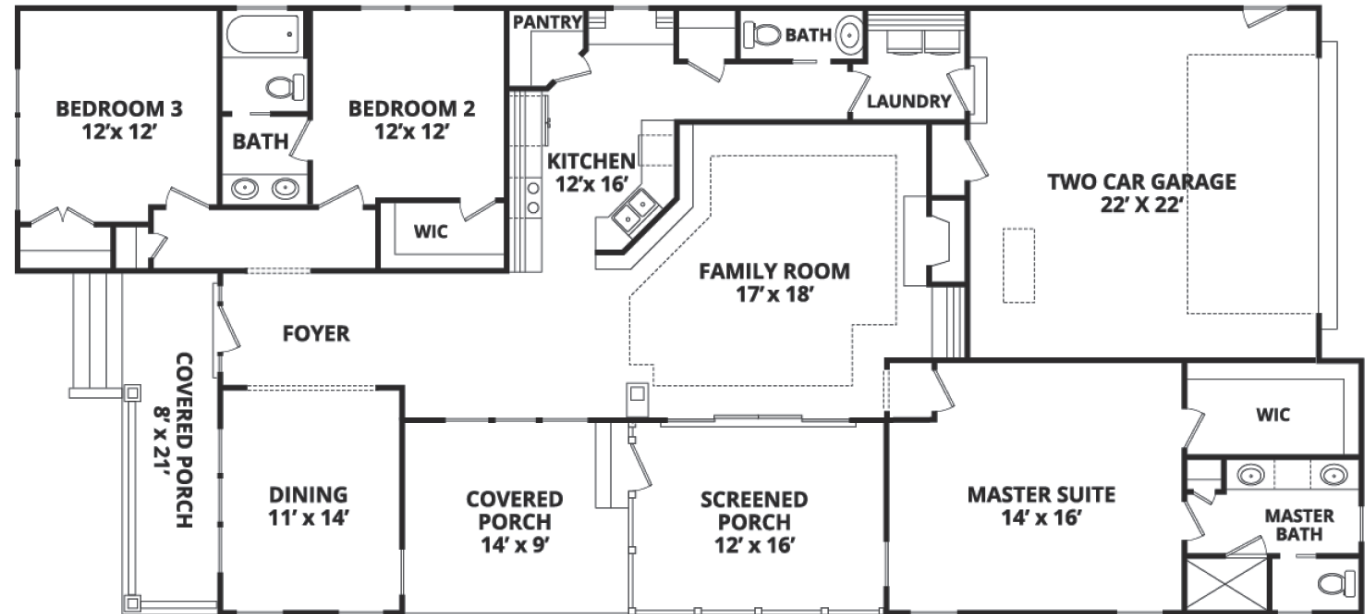 PANTRY
BATH
BEDROOM 3
12'x 12'
BEDROOM 2
12'x 12'
LAUNDRY
BATH
KITCHEN
12'x 16'
TWO CAR GARAGE
22' X 22'
WIC
FAMILY ROOM
17' x 18'
FOYER
COVERED PORCH
8' x 21'
WIC
DINING
11' x 14'
COVERED
PORCH
14' x 9'
SCREENED
PORCH
12' x 16'
MASTER SUITE
14' x 16'
MASTER
BATH